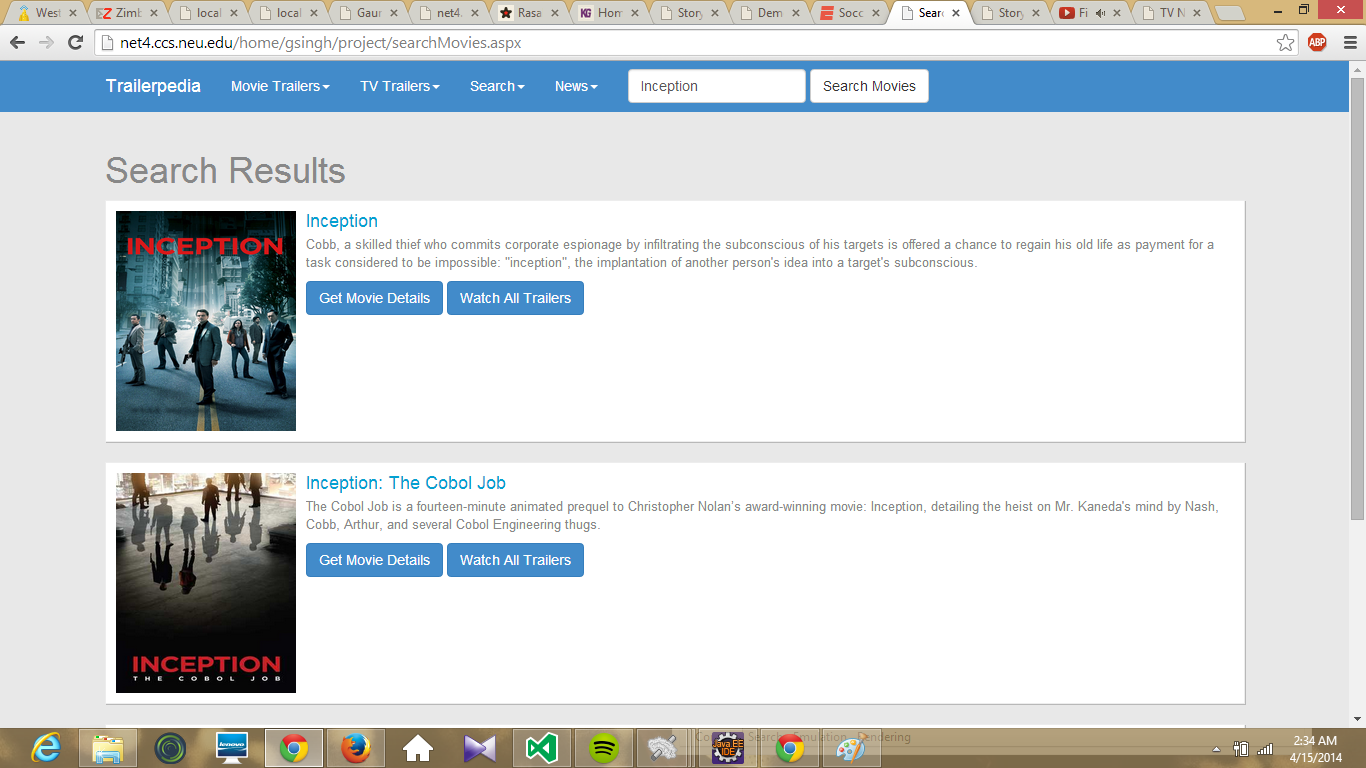 West
Zimb
local
local
Gaur
net4.
Rasa
Hom
Story
Dem
Socc
Sear
Story
Fi
TV N
net4.ccs.neu.edu/home/gsingh/project/searchMovies.aspx
ABP
Trailerpedia Movie Trailers TV Trailers Search News Inception Search Movies
Search Results
INCEPTION
Inception
Cobb, a skilled thief who commits corporate espionage by infiltrating the subconscious of his targets is offered a chance to regain his old life as payment for a
task considered to be impossible: "inception", the implantation of another person's idea into a target's subconscious.
Get Movie Details Watch All Trailers
Inception: The Cobol Job
The Cobol Job is a fourteen-minute animated prequel to Christopher Nolan's award-winning movie: Inception, detailing the heist on Mr. Kaneda's mind by Nash,
Cobb, Arthur, and several Cobol Engineering thugs.
Get Movie Details Watch All Trailers
INCEPTION
THE COBOL JOB
lenovo
Java EE
IDE
Search Emulation Rendering
2:34 AM
4/15/2014